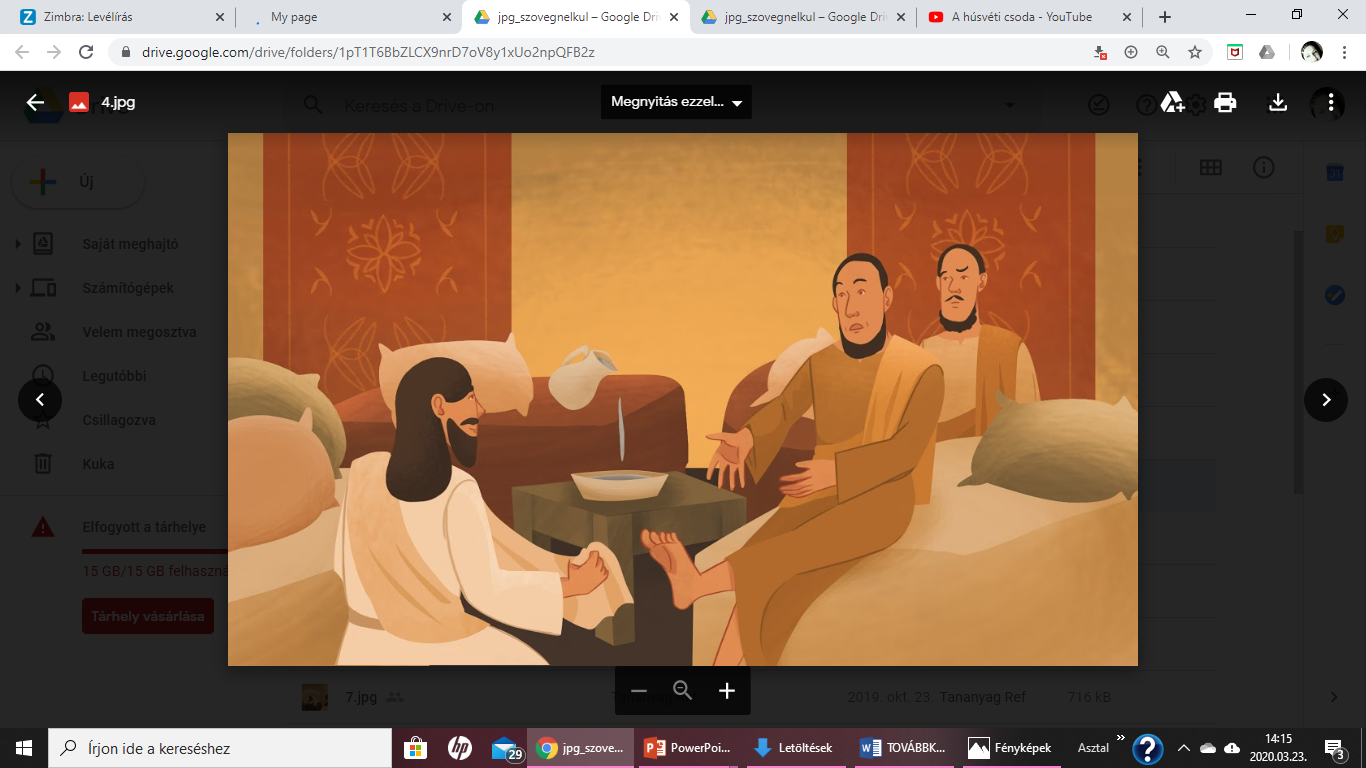 Zimbra: Levélírás
My page
jpg_szovegnelkul – Google Dri
jpg_szovegnelkul – Google Dri
A húsvéti csoda - YouTube
drive.google.com/drive/folders/1pT1T6BbZLCX9nrD7oV8y1xUo2npQFB2z
4.jpg
Keresés a Drive-on
Megnyitás ezzel...
Új
Saját meghajtó
Számítógépek
Velem megosztva
Legutóbbi
Csillagozva
Kuka
Elfogyott a tárhelye
15 GB/15 GB felhaszná
Tárhely vásárlása
7.jpg
2019. okt. 23. Tananyag Ref
716 kB
Írjon ide a kereséshez
29
jpg_szove...
PowerPoi...
Letöltések
TOVÁBBK...
Fényképek
Asztal
14:15
2020.03.23.
3